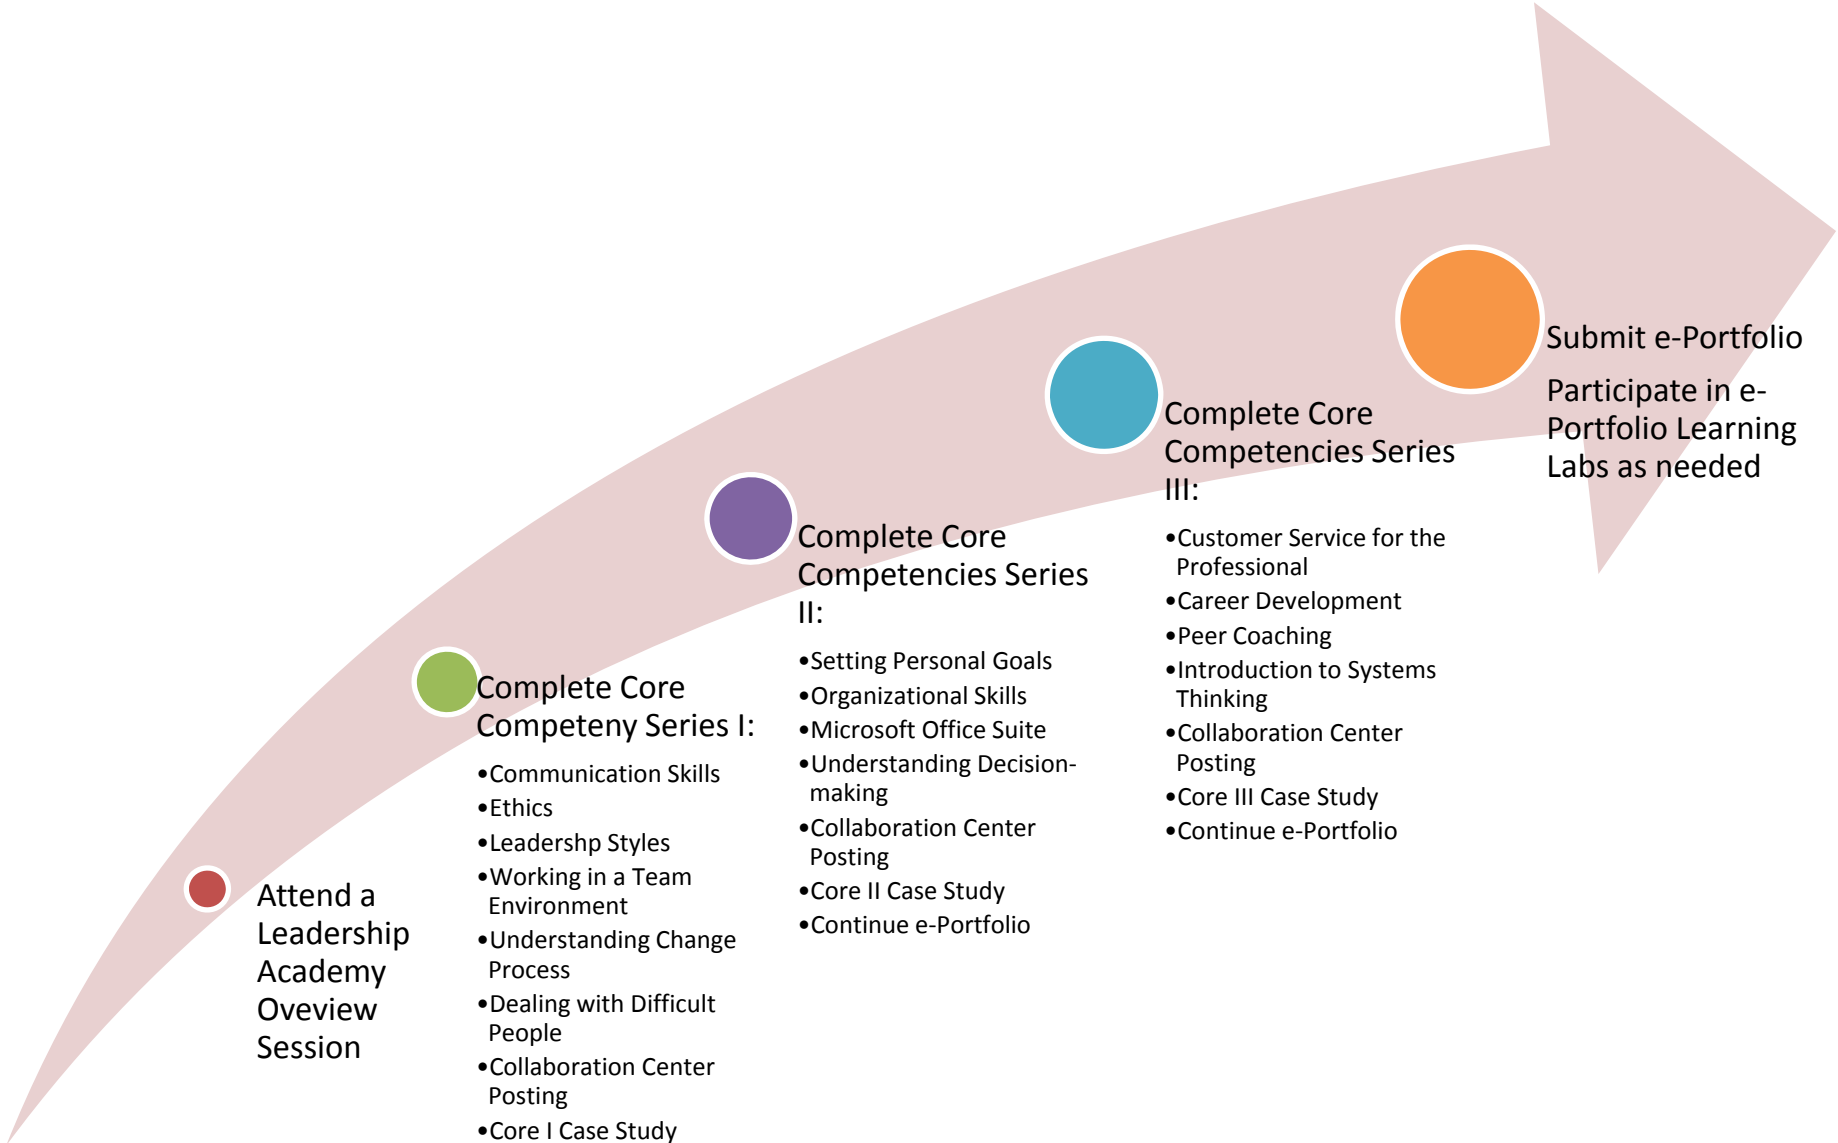 Attend a
Leadership
Academy
Oveview
Session
Complete Core
Competeny Series I:
•Communication Skills
•Ethics
•Leadershp Styles
•Working in a Team
Environment
•Understanding Change
Process
•Dealing with Difficult
People
•Collaboration Center
Posting
•Core I Case Study
Complete Core
Competencies Series
II:
•Setting Personal Goals
•Organizational Skills
•Microsoft Office Suite
•Understanding Decision-
making
•Collaboration Center
Posting
•Core II Case Study
•Continue e-Portfolio
Complete Core
Competencies Series
III:
•Customer Service for the
Professional
•Career Development
•Peer Coaching
•Introduction to Systems
Thinking
•Collaboration Center
Posting
•Core III Case Study
•Continue e-Portfolio
Submit e-Portfolio
Participate in e-
Portfolio Learning
Labs as needed